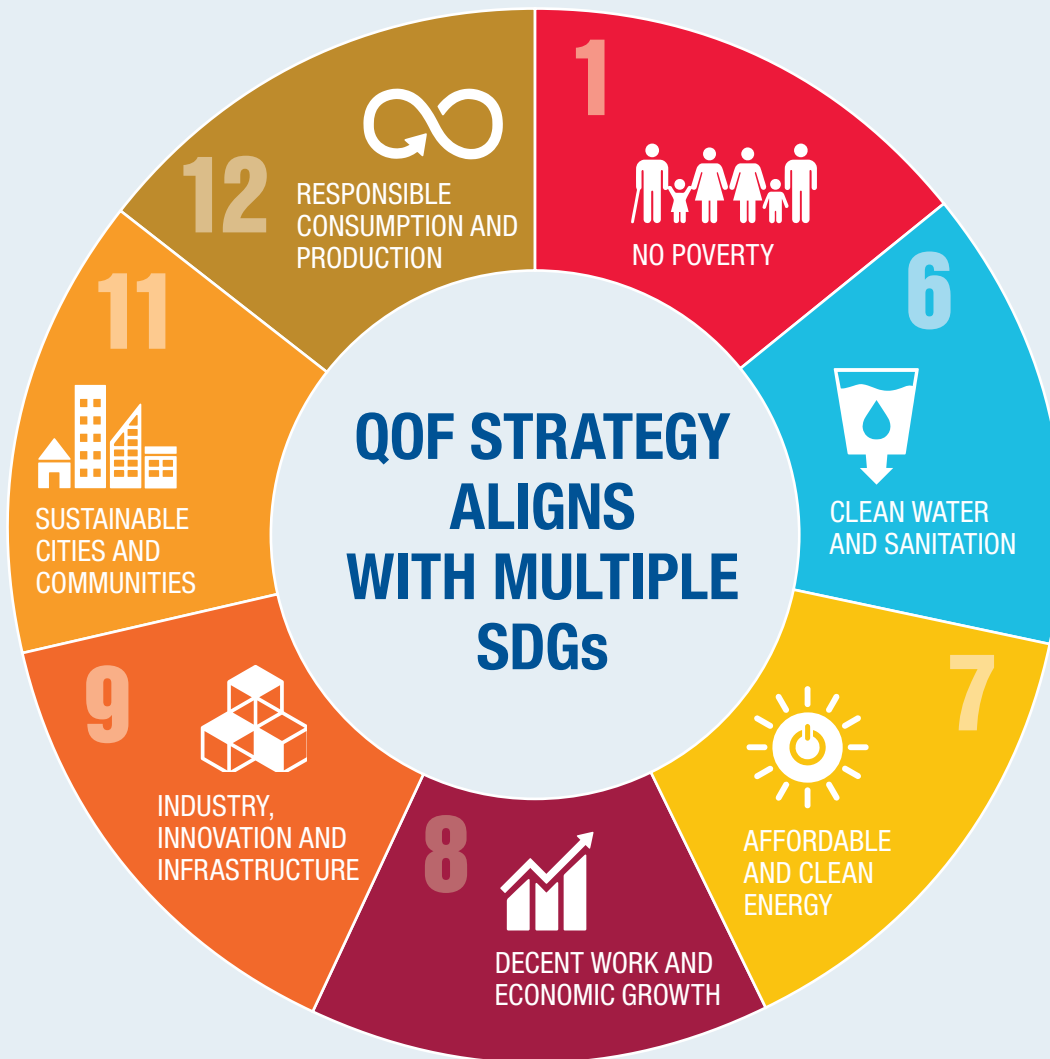 QOF STRATEGY
ALIGNS
WITH MULTIPLE
SDGs
1
NO POVERTY
6
CLEAN WATER
AND SANITATION
7
AFFORDABLE
AND CLEAN
ENERGY
8
DECENT WORK AND
ECONOMIC GROWTH
9
INDUSTRY,
INNOVATION AND
INFRASTRUCTURE
11
SUSTAINABLE
CITIES AND
COMMUNITIES
12
RESPONSIBLE
CONSUMPTION AND
PRODUCTION